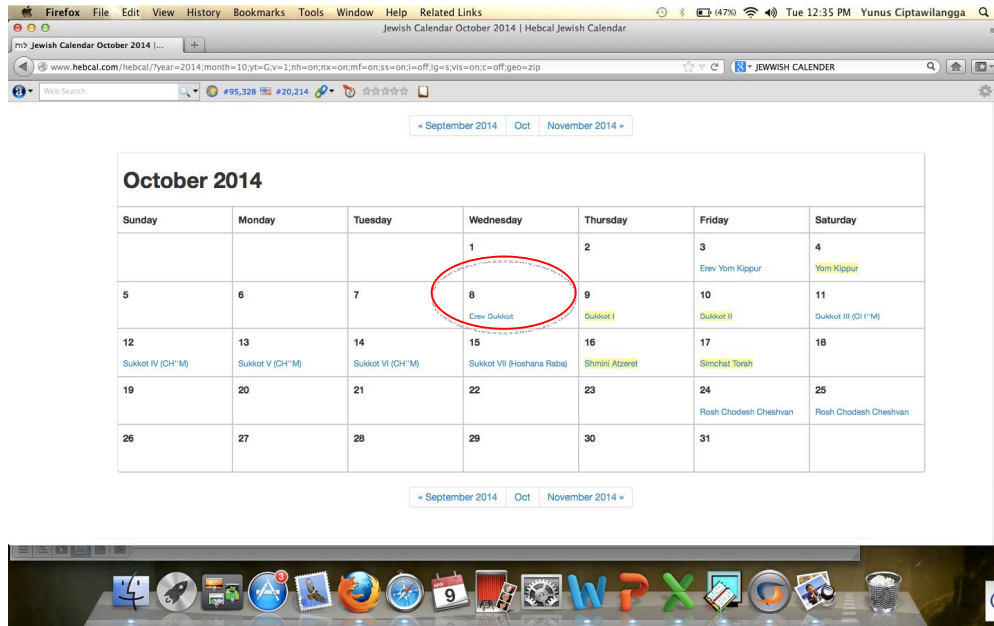 Firefox File Edit View History Bookmarks Tools Window Help Related Links (47%) Tue 12:35 PM Yunus Ciptawilangga
Jewish Calendar October 2014 | Hebcal Jewish Calendar
לוח Jewish Calendar October 2014 |... +
www.hebcal.com/hebcal/?year=2014;month=10;yt=G;v=1;nh=on;nx=on;mf=on;ss=on;i=off;lg=s;vis=on;c=off;geo=zip JEWWISH CALENDER
a Web Search #95,328 #20,214
« September 2014 Oct November 2014 »
October 2014
Sunday Monday Tuesday Wednesday Thursday Friday Saturday
1 2 3 4
Erev Yom Kippur Yom Kippur
5 6 7 8 9 10 11
Erev Sukkot Sukkot I Sukkot II Sukkot III (CH''M)
12 13 14 15 16 17 18
Sukkot IV (CH''M) Sukkot V (CH''M) Sukkot VI (CH''M) Sukkot VII (Hoshana Raba) Shmini Atzeret Simchat Torah
19 20 21 22 23 24 25
Rosh Chodesh Cheshvan Rosh Chodesh Cheshvan
26 27 28 29 30 31
« September 2014 Oct November 2014 »
3
APR
9
W P X